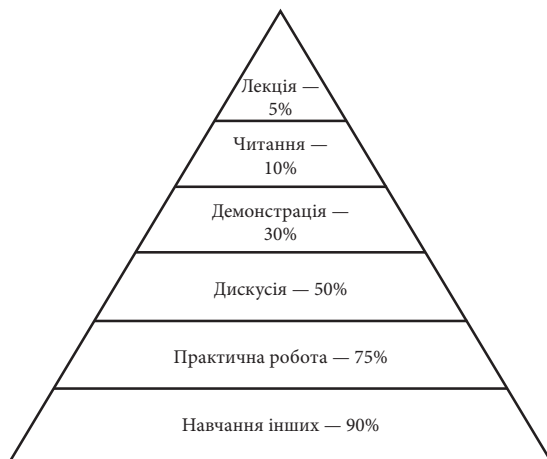 Лекція —
5%
Читання —
10%
Демонстрація —
30%
Дискусія — 50%
Практична робота — 75%
Навчання інших — 90%